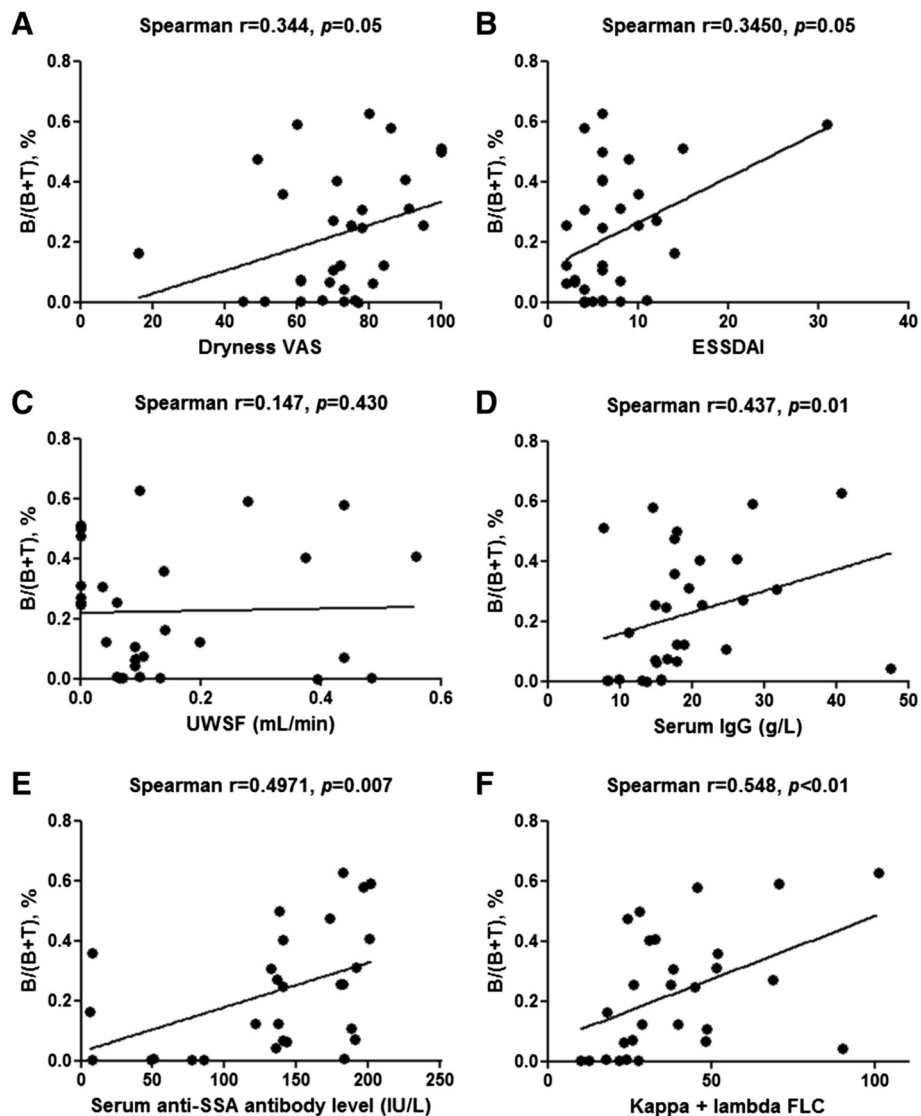 A
Spearman r=0.344, p=0.05
B/(B+T), %
0.8
0.6
0.4
0.2
0.0
0 20 40 60 80 100
Dryness VAS
B
Spearman r=0.3450, p=0.05
B/(B+T), %
0.8
0.6
0.4
0.2
0.0
0 10 20 30 40
ESSDAI
C
Spearman r=0.147, p=0.430
B/(B+T), %
0.8
0.6
0.4
0.2
0.0
0.0 0.2 0.4 0.6
UWSF (mL/min)
D
Spearman r=0.437, p=0.01
B/(B+T), %
0.8
0.6
0.4
0.2
0.0
0 10 20 30 40 50
Serum IgG (g/L)
E
Spearman r=0.4971, p=0.007
B/(B+T), %
0.8
0.6
0.4
0.2
0.0
0 50 100 150 200 250
Serum anti-SSA antibody level (IU/L)
F
Spearman r=0.548, p<0.01
B/(B+T), %
0.8
0.6
0.4
0.2
0.0
0 50 100
Kappa + lambda FLC